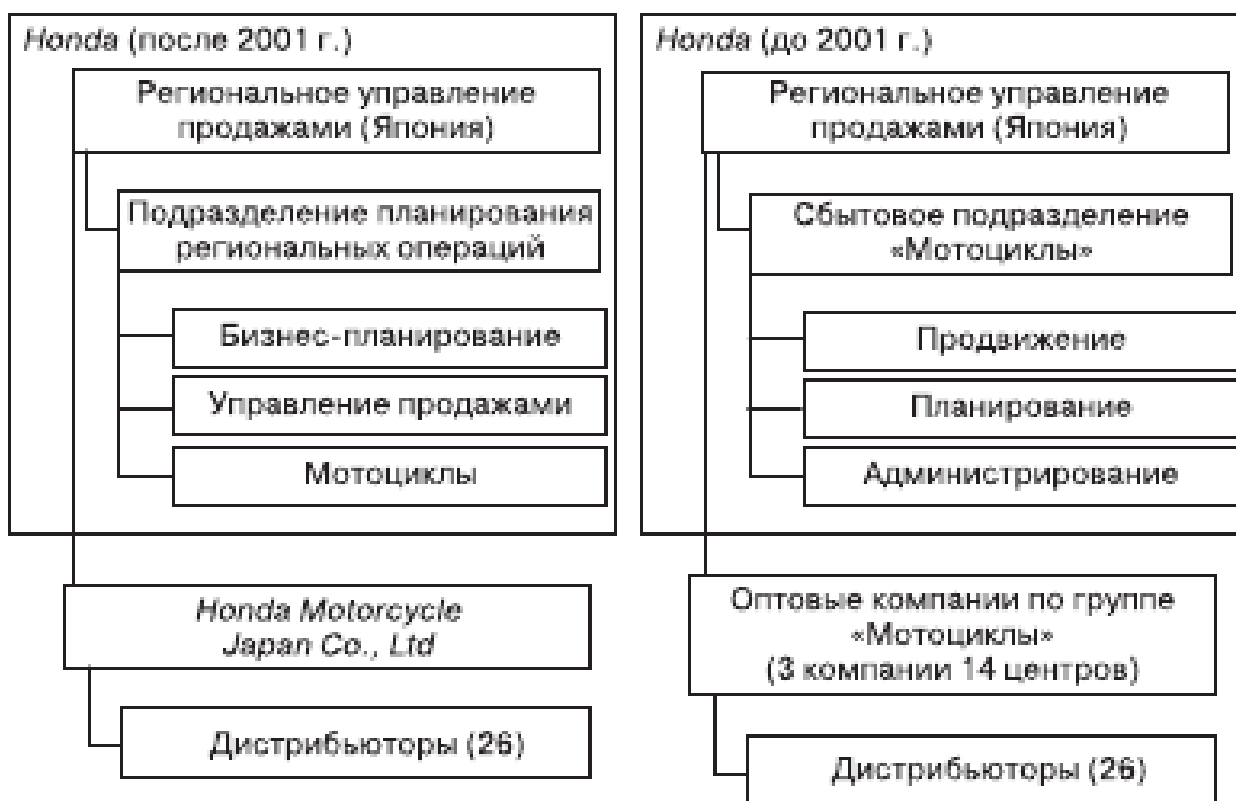 Honda (после 2001 г.)
Региональное управление
продажами (Япония)
Подразделение планирования
региональных операций
Бизнес-планирование
Управление продажами
Мотоциклы
Honda Motorcycle
Japan Co., Ltd
Дистрибьюторы (26)
Honda (до 2001 г.)
Региональное управление
продажами (Япония)
Сбытовое подразделение
«Мотоциклы»
Продвижение
Планирование
Администрирование
Оптовые компании по группе
«Мотоциклы»
(3 компании 14 центров)
Дистрибьюторы (26)